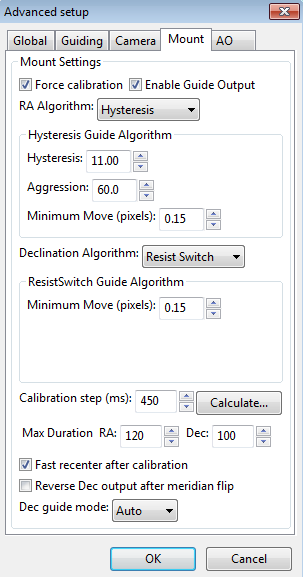 Advanced setup
Global Guiding Camera Mount AO
Mount Settings
Force calibration Enable Guide Output
RA Algorithm: Hysteresis
Hysteresis Guide Algorithm
Hysteresis: 11.00
Aggression: 60.0
Minimum Move (pixels): 0.15
Declination Algorithm: Resist Switch
ResistSwitch Guide Algorithm
Minimum Move (pixels): 0.15
Calibration step (ms): 450 Calculate...
Max Duration RA: 120 Dec: 100
Fast recenter after calibration
Reverse Dec output after meridian flip
Dec guide mode: Auto
OK Cancel